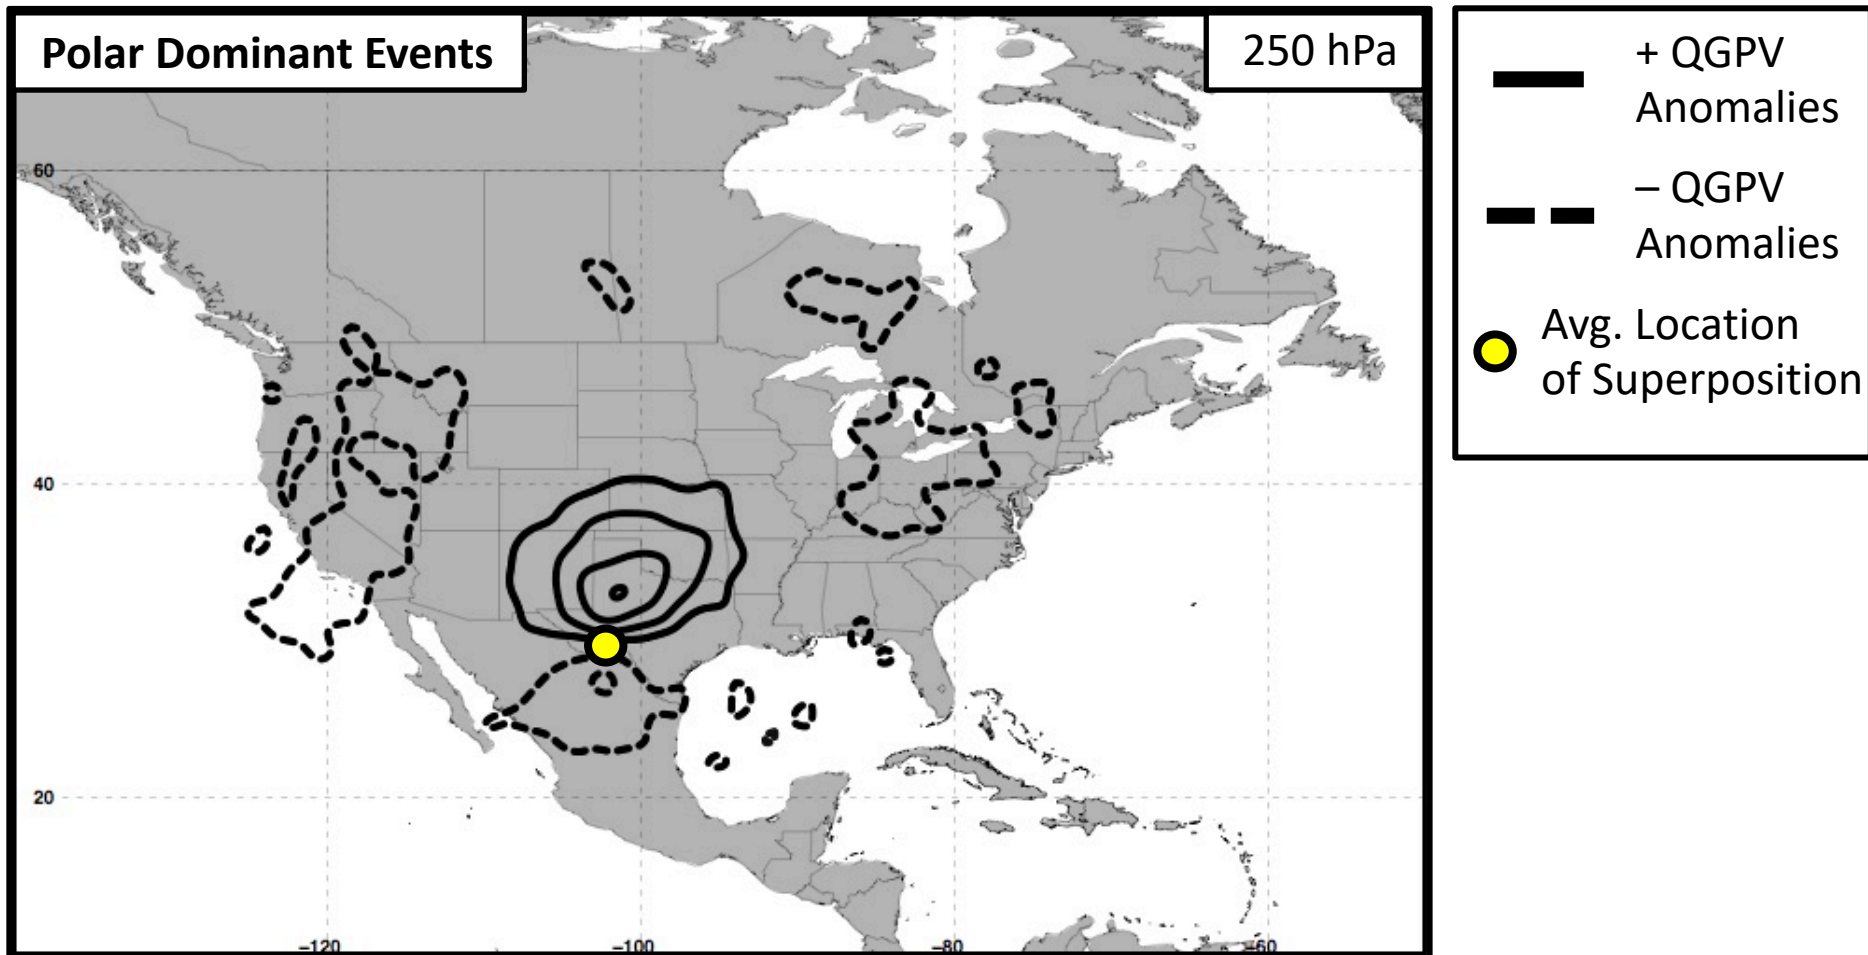 Polar Dominant Events
250 hPa
60
40
20
−120
−100
−80
−60
+ QGPV
Anomalies
– QGPV
Anomalies
Avg. Location
of Superposition